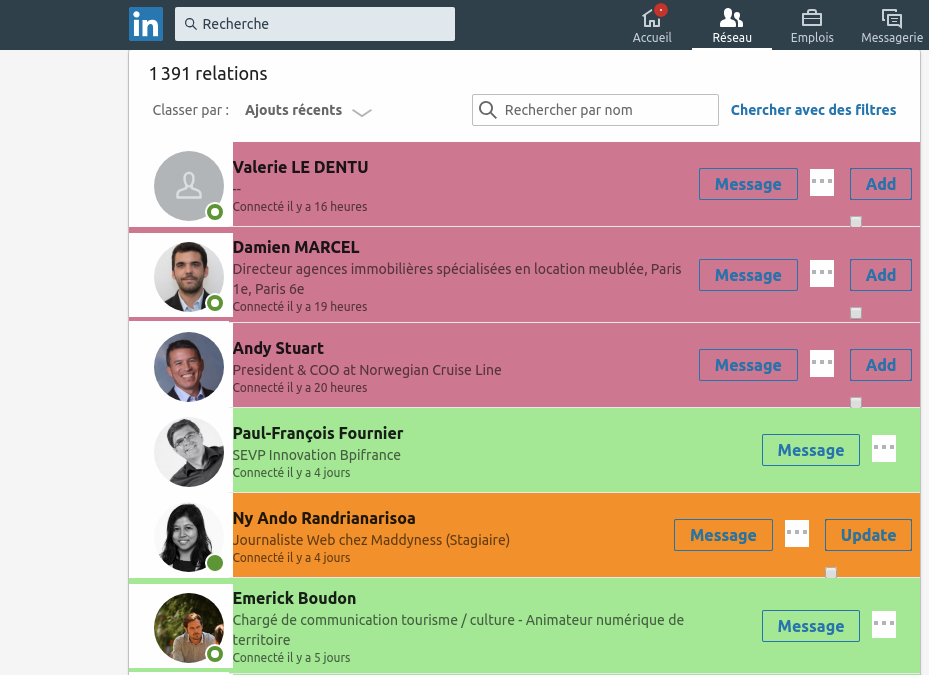 in Recherche
Accueil Réseau Emplois Messagerie
1 391 relations
Classer par : Ajouts récents Rechercher par nom Chercher avec des filtres
Valerie LE DENTU
--
Connecté il y a 16 heures
Message ... Add
Damien MARCEL
Directeur agences immobilières spécialisées en location meublée, Paris
1e, Paris 6e
Connecté il y a 19 heures
Message ... Add
Andy Stuart
President & COO at Norwegian Cruise Line
Connecté il y a 20 heures
Message ... Add
Paul-François Fournier
SEVP Innovation Bpifrance
Connecté il y a 4 jours
Message ...
Ny Ando Randrianarisoa
Journaliste Web chez Maddyness (Stagiaire)
Connecté il y a 4 jours
Message ... Update
Emerick Boudon
Chargé de communication tourisme / culture - Animateur numérique de
territoire
Connecté il y a 5 jours
Message ...